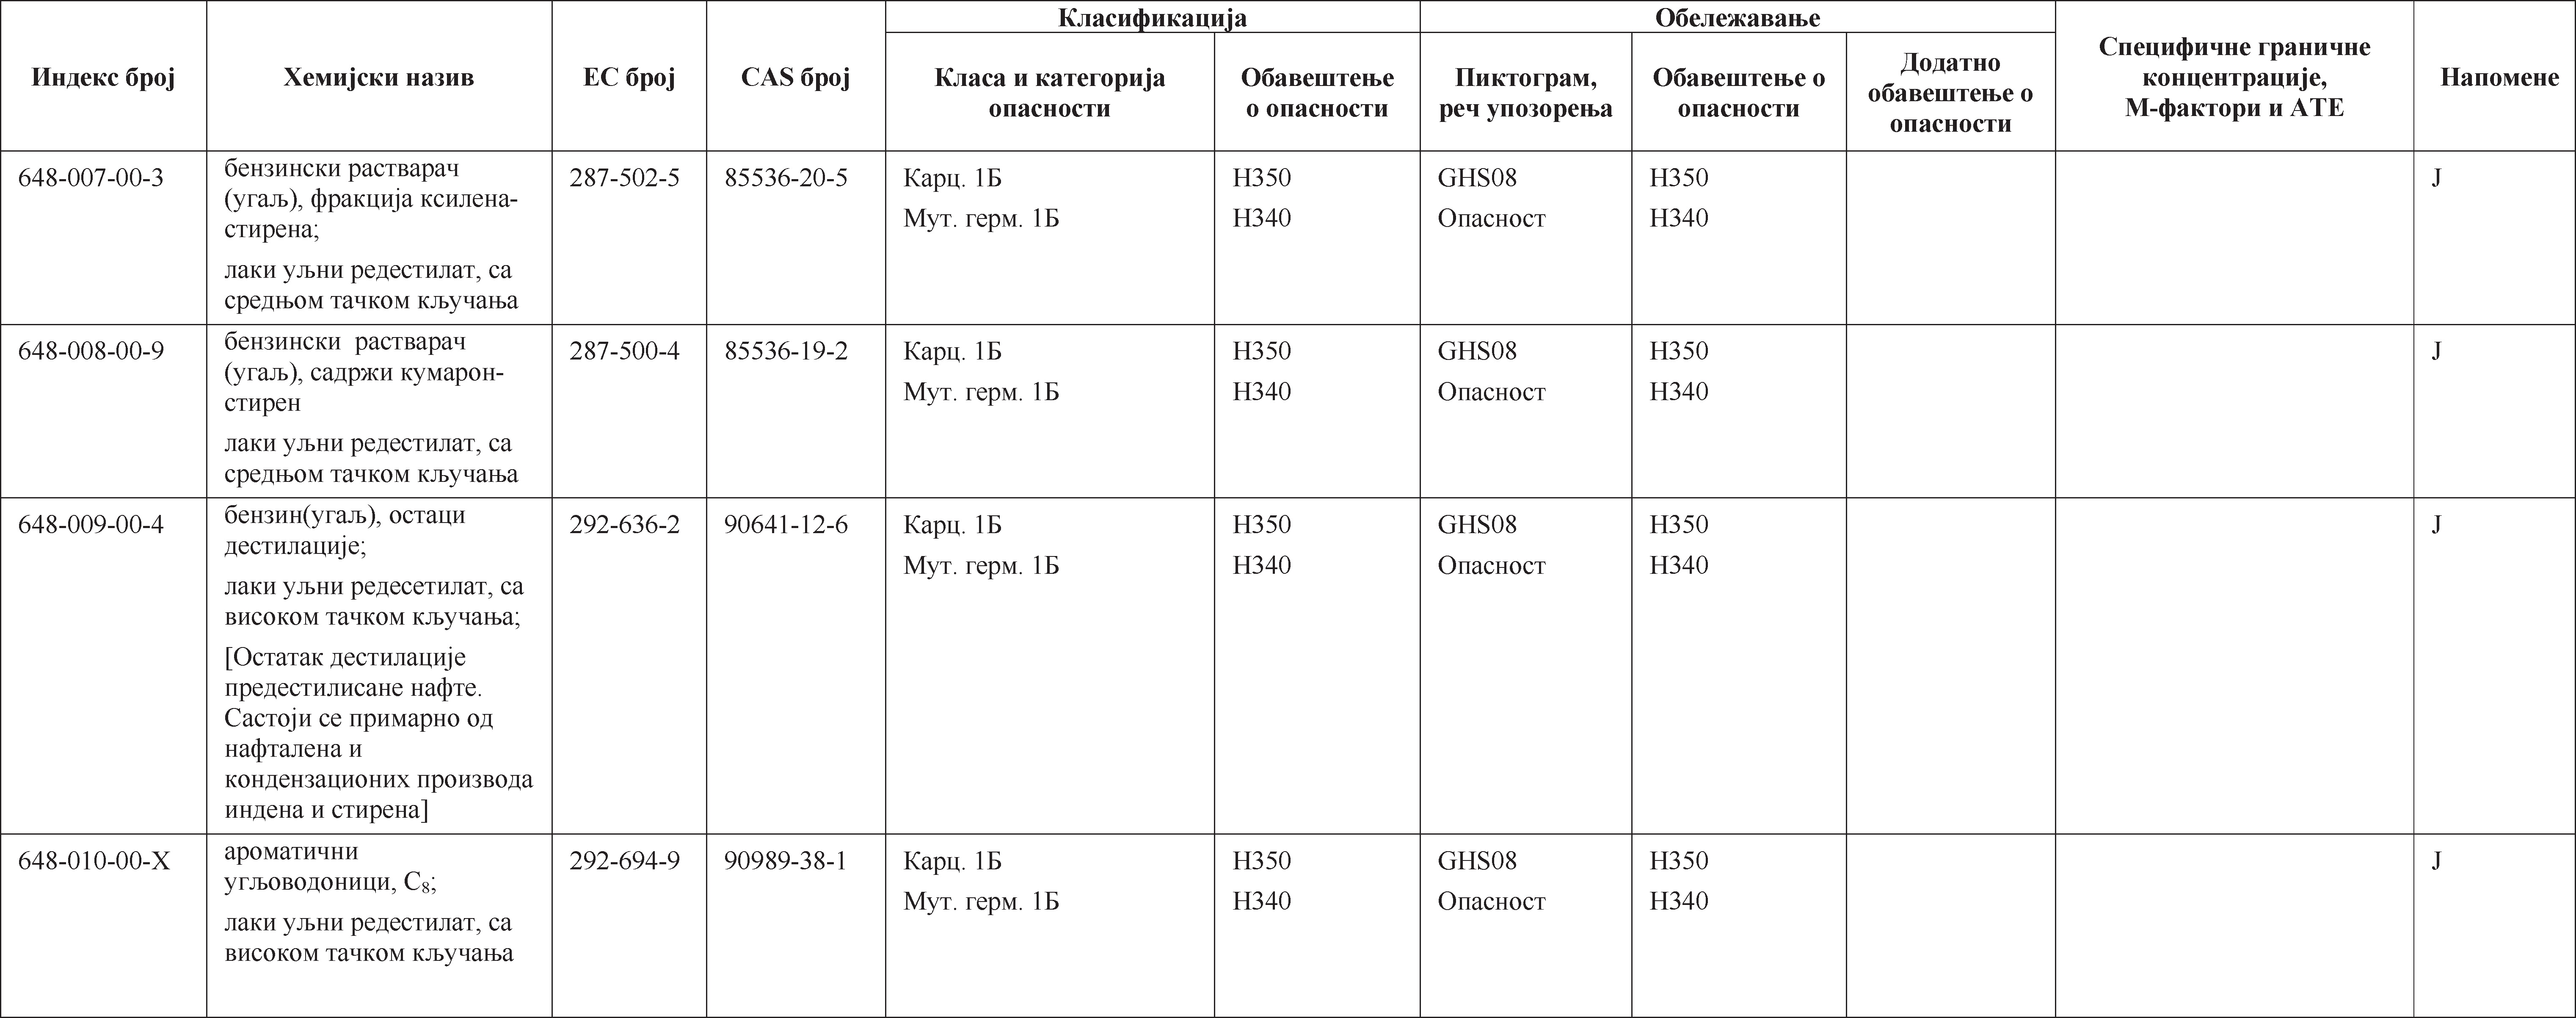 Индекс број
Хемијски назив
ЕС број
CAS број
Класификација
Класа и категорија
опасности
Обавештење
о опасности
Обележавање
Пиктограм,
реч упозорења
Обавештење о
опасности
Додатно
обавештење о
опасности
Специфичне граничне
концентрације,
М-фактори и АТЕ
Напомене
648-007-00-3
бензински растварач
(угаљ), фракција ксилена-
стирена;
лаки уљни редестилат, са
средњом тачком кључања
287-502-5
85536-20-5
Карц. 1Б
Мут. герм. 1Б
H350
H340
GHS08
Опасност
H350
H340
J
648-008-00-9
бензински  растварач
(угаљ), садржи кумарон-
стирен
лаки уљни редестилат, са
средњом тачком кључања
287-500-4
85536-19-2
Карц. 1Б
Мут. герм. 1Б
H350
H340
GHS08
Опасност
H350
H340
J
648-009-00-4
бензин(угаљ), остаци
дестилације;
лаки уљни редесетилат, са
високом тачком кључања;
[Остатак дестилације
предестилисане нафте.
Састоји се примарно од
нафталена и
кондензационих производа
индена и стирена]
292-636-2
90641-12-6
Карц. 1Б
Мут. герм. 1Б
H350
H340
GHS08
Опасност
H350
H340
J
648-010-00-X
ароматични
угљоводоници, C₈;
лаки уљни редестилат, са
високом тачком кључања
292-694-9
90989-38-1
Карц. 1Б
Мут. герм. 1Б
H350
H340
GHS08
Опасност
H350
H340
J